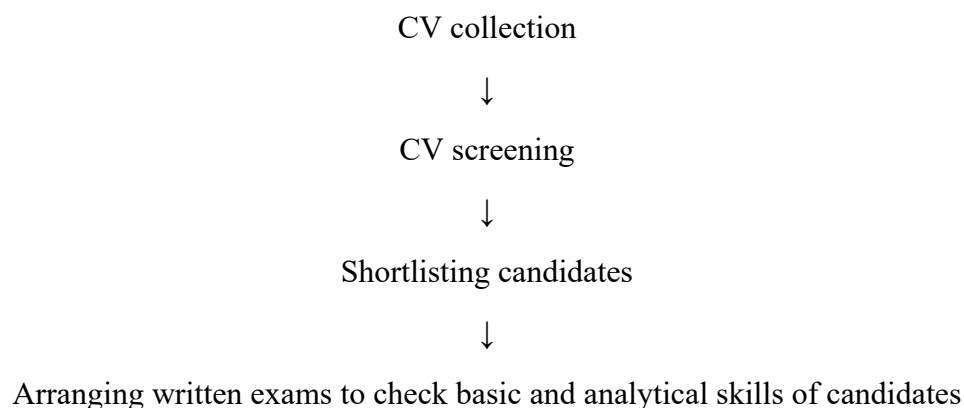 CV collection
↓
CV screening
↓
Shortlisting candidates
↓
Arranging written exams to check basic and analytical skills of candidates